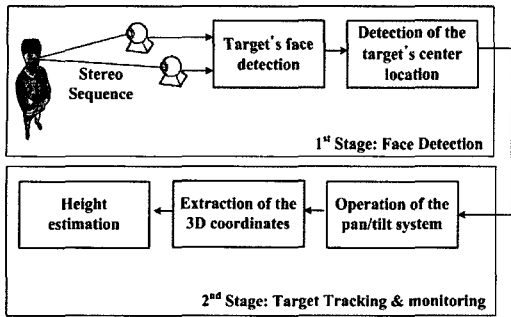 Stereo
Sequence
Target's face
detection
Detection of the
target's center
location
1st Stage: Face Detection
Height
estimation
Extraction of the
3D coordinates
Operation of the
pan/tilt system
2nd Stage: Target Tracking & monitoring